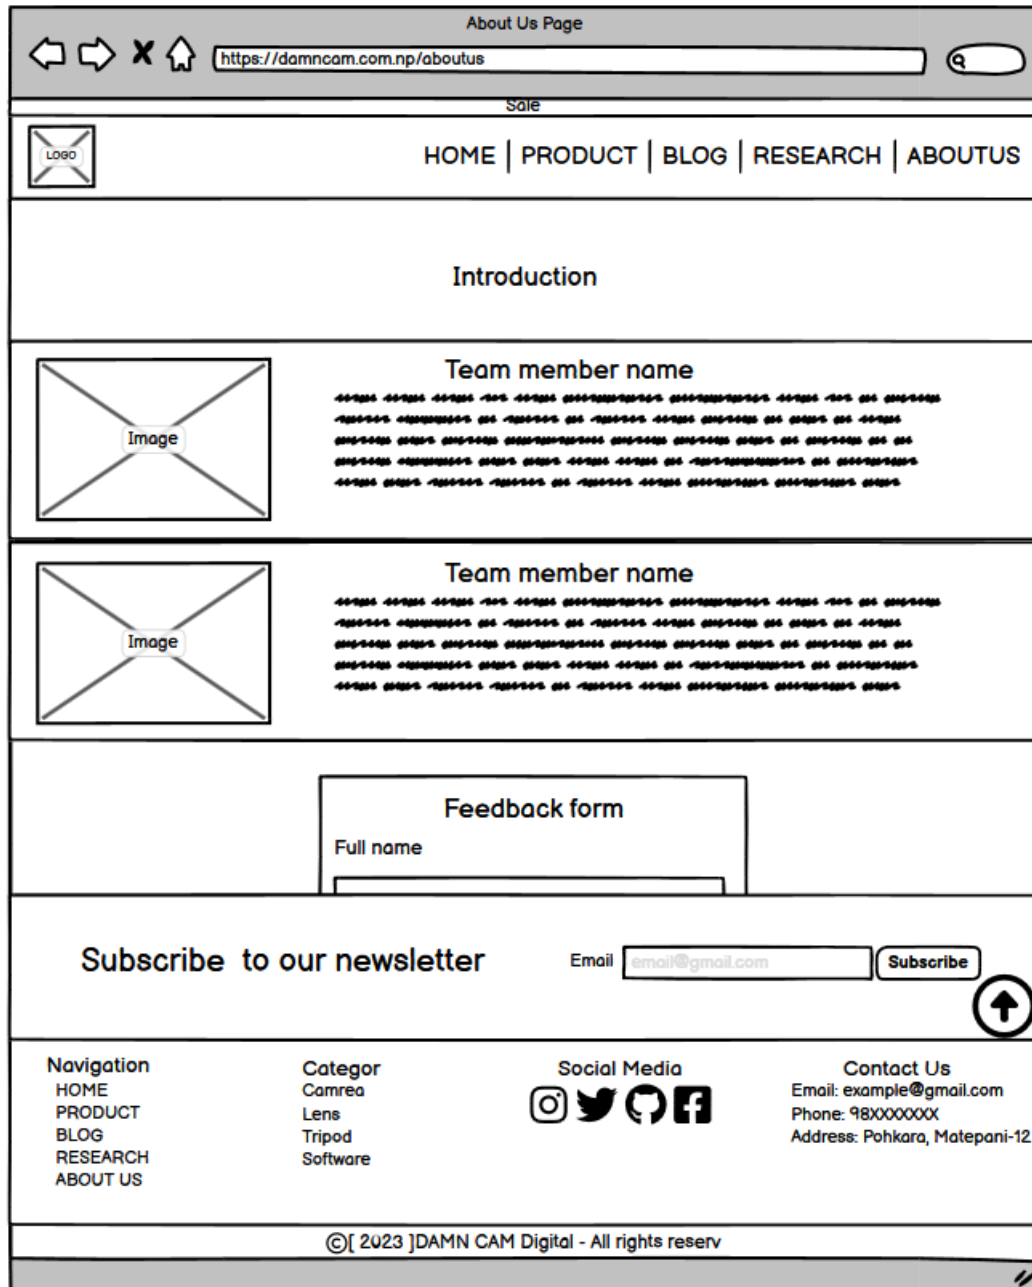 About Us Page
https://damncam.com.np/aboutus
Sale
LOGO
HOME | PRODUCT | BLOG | RESEARCH | ABOUTUS
Introduction
Image
Team member name
Image
Team member name
Feedback form
Full name
Subscribe to our newsletter
Email
email@gmail.com
Subscribe
Navigation
HOME
PRODUCT
BLOG
RESEARCH
ABOUT US
Categor
Camrea
Lens
Tripod
Software
Social Media
Contact Us
Email: example@gmail.com
Phone: 98XXXXXXX
Address: Pohkara, Matepani-12
©[ 2023 ]DAMN CAM Digital - All rights reserv